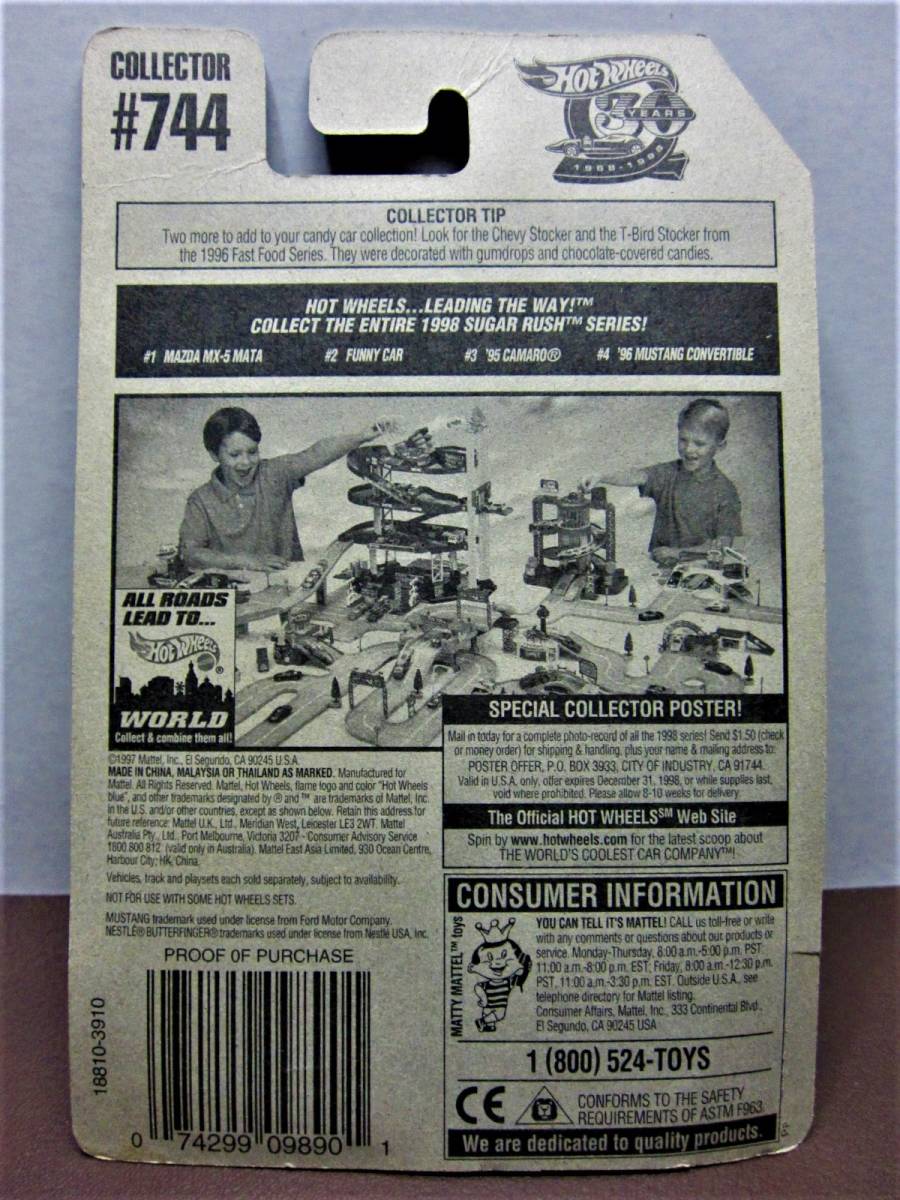 COLLECTOR
#744
HOT WHEELS
30
YEARS
1968-1998
COLLECTOR TIP
Two more to add to your candy car collection! Look for the Chevy Stocker and the T-Bird Stocker from
the 1996 Fast Food Series. They were decorated with gumdrops and chocolate-covered candies.
HOT WHEELS...LEADING THE WAY!™
COLLECT THE ENTIRE 1998 SUGAR RUSH™ SERIES!
#1 MAZDA MX-5 MIATA #2 FUNNY CAR #3 '95 CAMARO® #4 '96 MUSTANG CONVERTIBLE
ALL ROADS
LEAD TO...
HOT WHEELS®
WORLD
Collect & combine them all!
©1997 Mattel, Inc., El Segundo, CA 90245 U.S.A.
MADE IN CHINA, MALAYSIA OR THAILAND AS MARKED. Manufactured for
Mattel. All Rights Reserved. Mattel, Hot Wheels, flame logo and color "Hot Wheels
blue", and other trademarks designated by ® and ™ are trademarks of Mattel, Inc.
in the U.S. and/or other countries, except as shown below. Retain this address for
future reference: Mattel U.K., Ltd., Meridian West, Leicester LE3 2WT. Mattel
Australia Pty., Ltd., Port Melbourne, Victoria 3207 - Consumer Advisory Service
1800 800 812. (valid only in Australia). Mattel East Asia Limited, 930 Ocean Centre,
Harbour City, HK, China.
Vehicles, track and playsets each sold separately, subject to availability.
NOT FOR USE WITH SOME HOT WHEELS SETS.
MUSTANG trademark used under license from Ford Motor Company.
NESTLÉ® BUTTERFINGER® trademarks used under license from Nestlé USA, Inc.
PROOF OF PURCHASE
18810-3910
0 74299 09890 1
SPECIAL COLLECTOR POSTER!
Mail in today for a complete photo-record of all the 1998 series! Send $1.50 (check
or money order) for shipping & handling, plus your name & mailing address to:
POSTER OFFER, P.O. BOX 3933, CITY OF INDUSTRY, CA 91744.
Valid in U.S.A. only, offer expires December 31, 1998, or while supplies last,
void where prohibited. Please allow 8-10 weeks for delivery.
The Official HOT WHEELS℠ Web Site
Spin by www.hotwheels.com for the latest scoop about
THE WORLD'S COOLEST CAR COMPANY™!
CONSUMER INFORMATION
MATTY MATTEL™ toys
YOU CAN TELL IT'S MATTEL! CALL us toll-free or write
with any comments or questions about our products or
service. Monday-Thursday, 8:00 a.m.-5:00 p.m. PST,
11:00 a.m.-8:00 p.m. EST; Friday, 8:00 a.m.-12:30 p.m.
PST, 11:00 a.m.-3:30 p.m. EST. Outside U.S.A., see
telephone directory for Mattel listing.
Consumer Affairs, Mattel, Inc., 333 Continental Blvd.,
El Segundo, CA 90245 USA
1 (800) 524-TOYS
CE
CONFORMS TO THE SAFETY
REQUIREMENTS OF ASTM F963.
We are dedicated to quality products.